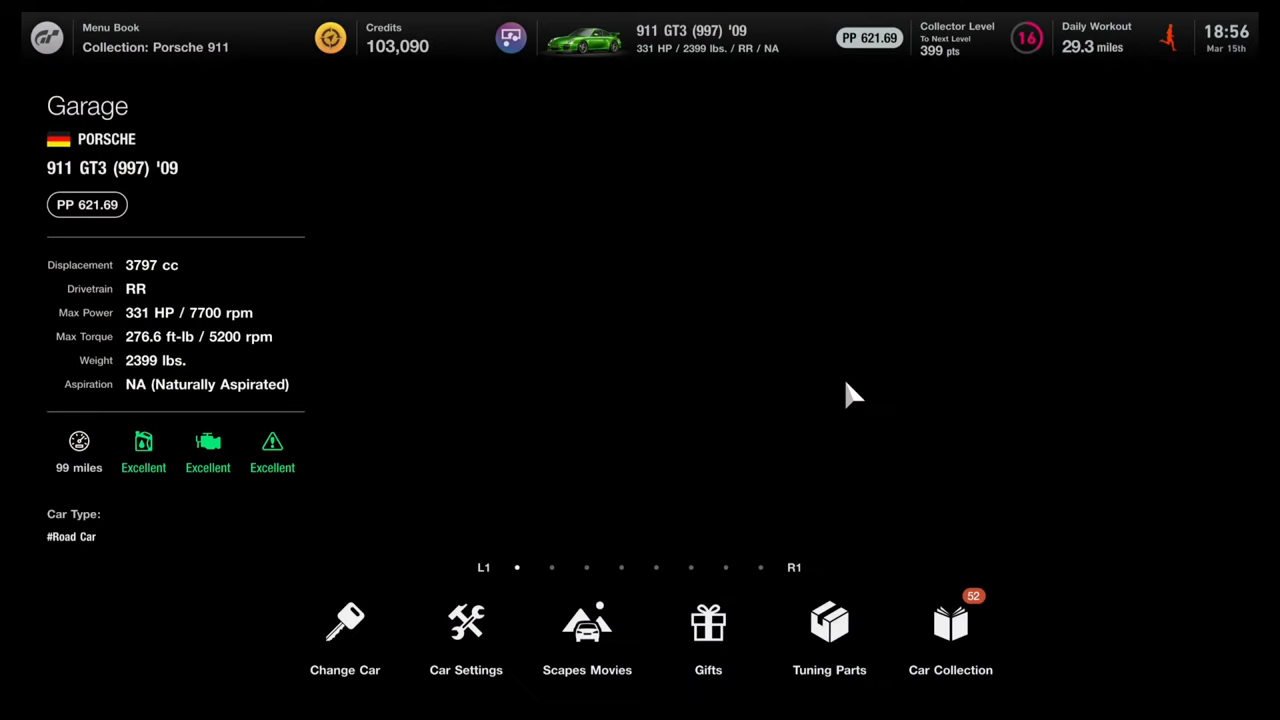 Menu Book
Collection: Porsche 911
Credits
103,090
911 GT3 (997) '09
331 HP / 2399 lbs. / RR / NA
PP 621.69
Collector Level
To Next Level
399 pts
16
Daily Workout
29.3 miles
18:56
Mar 15th
Garage
PORSCHE
911 GT3 (997) '09
PP 621.69
Displacement 3797 cc
Drivetrain RR
Max Power 331 HP / 7700 rpm
Max Torque 276.6 ft-lb / 5200 rpm
Weight 2399 lbs.
Aspiration NA (Naturally Aspirated)
99 miles Excellent Excellent Excellent
Car Type:
#Road Car
L1 R1
52
Change Car Car Settings Scapes Movies Gifts Tuning Parts Car Collection